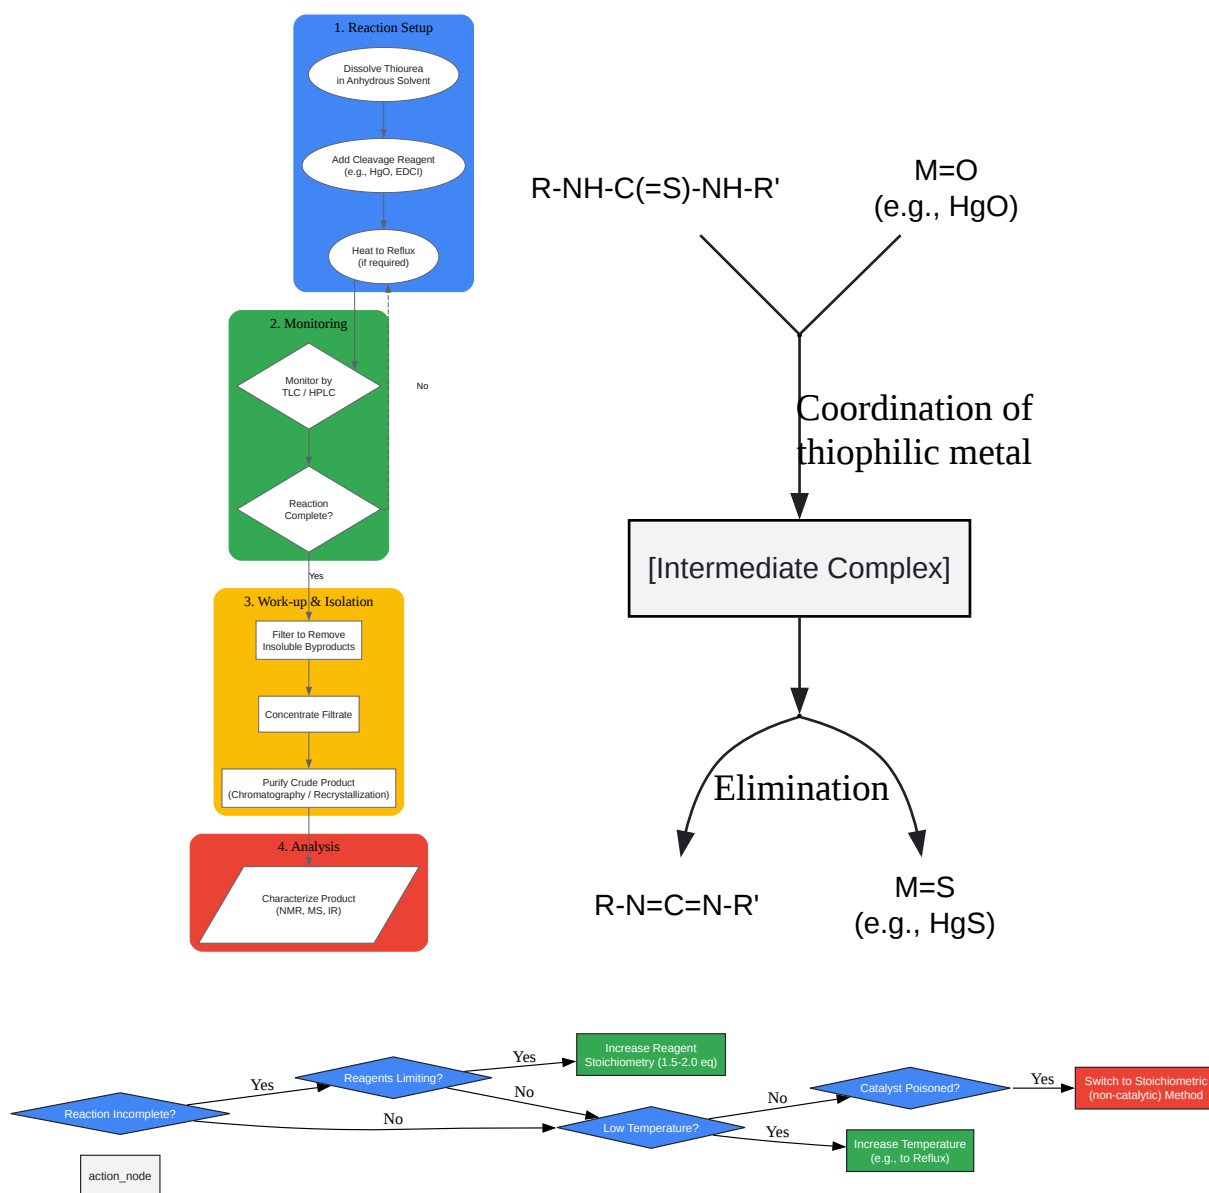 1. Reaction Setup
Dissolve Thiourea
in Anhydrous Solvent
Add Cleavage Reagent
(e.g., HgO, EDCI)
Heat to Reflux
(if required)
2. Monitoring
Monitor by
TLC / HPLC
No
Reaction
Complete?
Yes
3. Work-up & Isolation
Filter to Remove
Insoluble Byproducts
Concentrate Filtrate
Purify Crude Product
(Chromatography / Recrystallization)
4. Analysis
Characterize Product
(NMR, MS, IR)
R-NH-C(=S)-NH-R'
M=O
(e.g., HgO)
Coordination of
thiophilic metal
[Intermediate Complex]
Elimination
R-N=C=N-R'
M=S
(e.g., HgS)
Reaction Incomplete?
Yes
No
Reagents Limiting?
Yes
No
Increase Reagent
Stoichiometry (1.5-2.0 eq)
Low Temperature?
No
Yes
Catalyst Poisoned?
Yes
Increase Temperature
(e.g., to Reflux)
Switch to Stoichiometric
(non-catalytic) Method
action_node